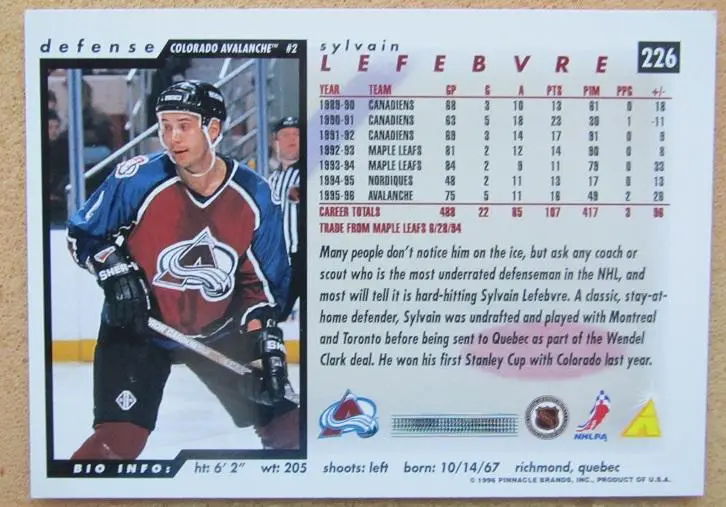 defense
COLORADO AVALANCHE™ #2
sylvain
LEFEBVRE
226
YEAR TEAM GP G A PTS PIM PPG +/-
1989-90 CANADIENS 68 3 10 13 61 0 18
1990-91 CANADIENS 63 5 18 23 30 1 -11
1991-92 CANADIENS 69 3 14 17 91 0 9
1992-93 MAPLE LEAFS 81 2 12 14 90 0 8
1993-94 MAPLE LEAFS 84 2 9 11 79 0 33
1994-95 NORDIQUES 48 2 11 13 17 0 13
1995-96 AVALANCHE 75 5 11 16 49 2 26
CAREER TOTALS 488 22 85 107 417 3 96
TRADE FROM MAPLE LEAFS 6/28/94
Many people don't notice him on the ice, but ask any coach or
scout who is the most underrated defenseman in the NHL, and
most will tell it is hard-hitting Sylvain Lefebvre. A classic, stay-at-
home defender, Sylvain was undrafted and played with Montreal
and Toronto before being sent to Quebec as part of the Wendel
Clark deal. He won his first Stanley Cup with Colorado last year.
SHER-W
NHLPA
BIO INFO: ht: 6' 2" wt: 205 shoots: left born: 10/14/67 richmond, quebec
© 1996 PINNACLE BRANDS, INC., PRODUCT OF U.S.A.